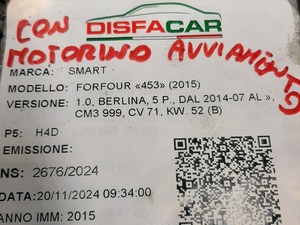 CON
DISFACAR
MOTORINO AVVIAMENTO
MARCA: SMART
MODELLO: FORFOUR «453» (2015)
VERSIONE: 1.0, BERLINA, 5 P., DAL 2014-07 AL »,
CM3 999, CV 71, KW. 52 (B)
P5: H4D
EMISSIONE:
NS: 2676/2024
DATA:20/11/2024 09:34:00
ANNO IMM: 2015